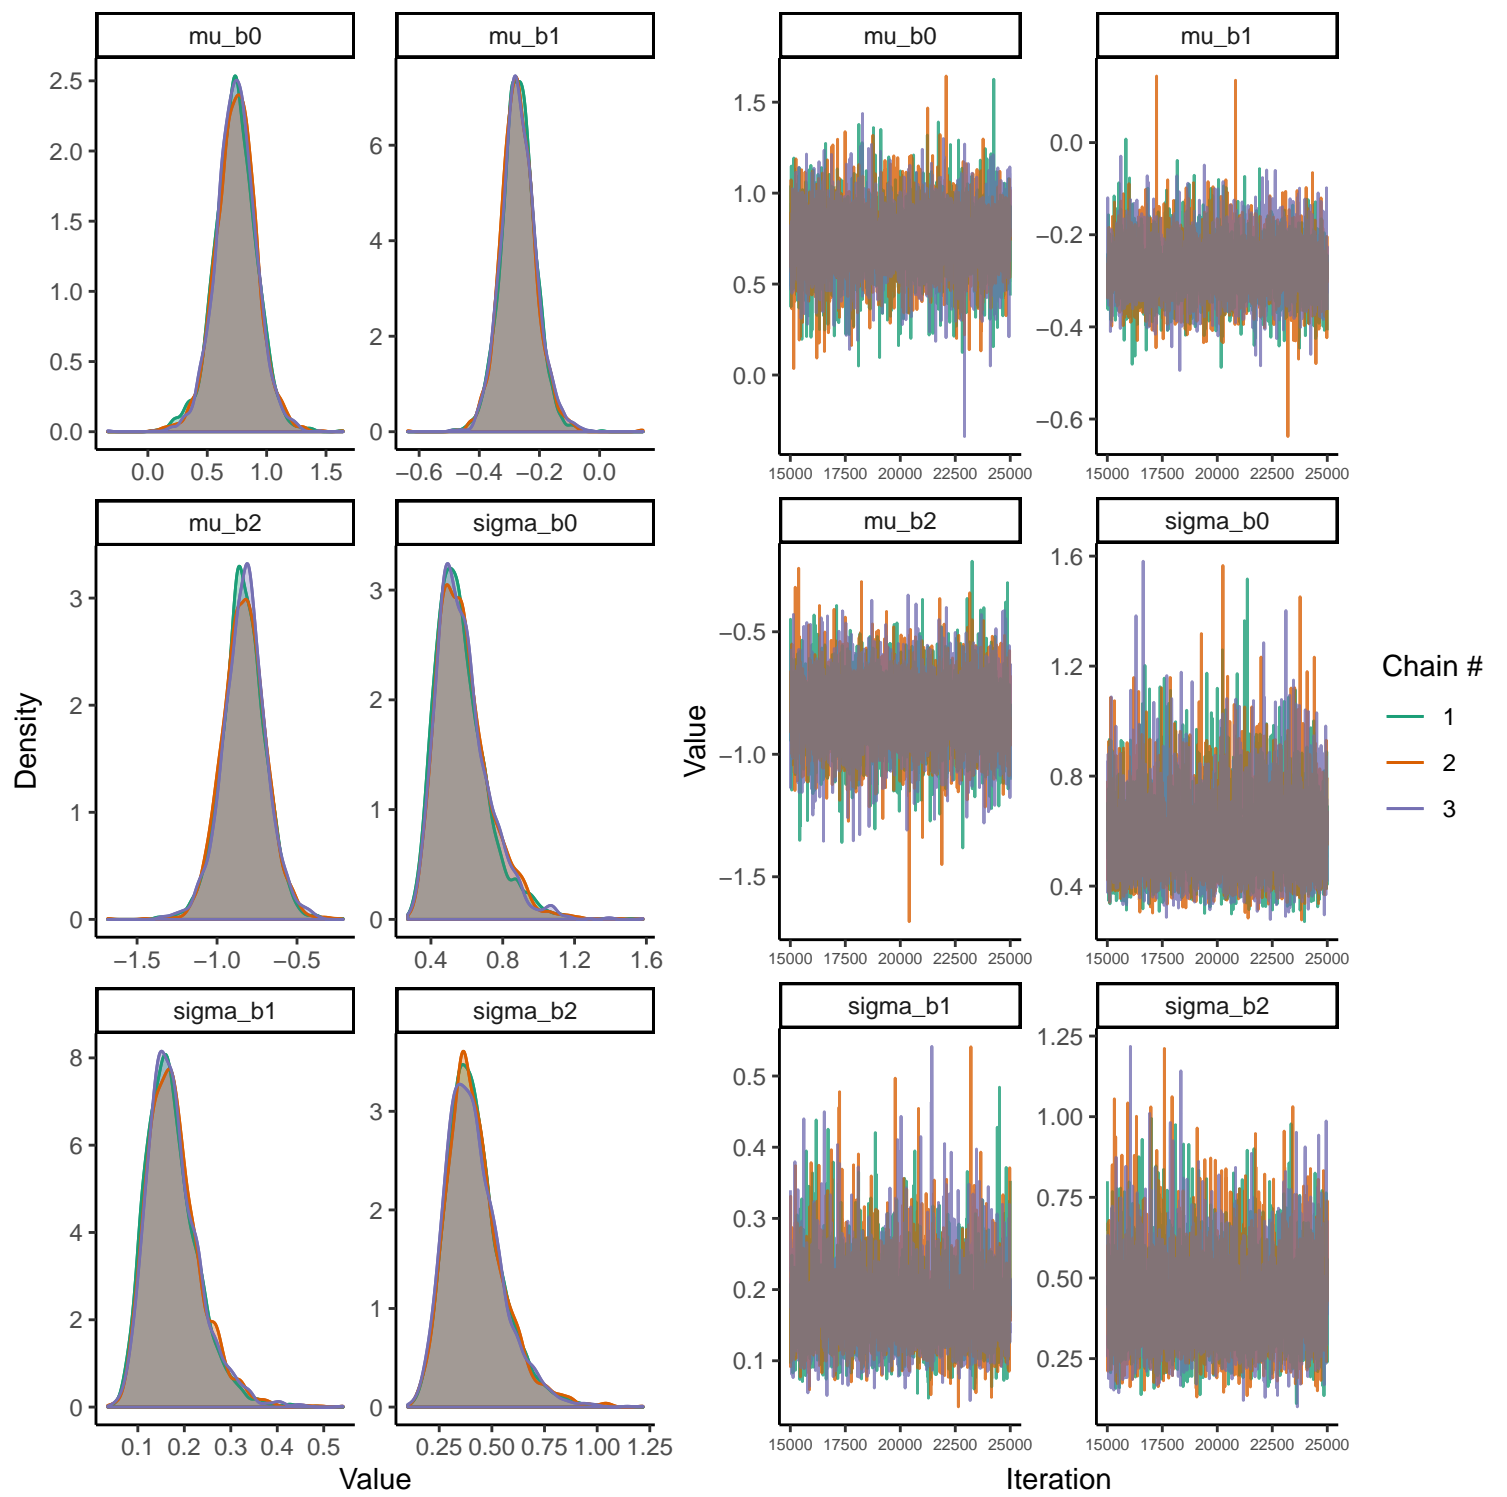 mu_b0
mu_b1
mu_b0
mu_b1
2.5
2.0
1.5
1.0
0.5
0.0
0.0 0.5 1.0 1.5
6
4
2
0
−0.6 −0.4 −0.2 0.0
1.5
1.0
0.5
0.0
15000 17500 20000 22500 25000
0.0
−0.2
−0.4
−0.6
15000 17500 20000 22500 25000
mu_b2
sigma_b0
mu_b2
sigma_b0
3
2
1
0
−1.5 −1.0 −0.5
3
2
1
0
0.4 0.8 1.2 1.6
−0.5
−1.0
−1.5
15000 17500 20000 22500 25000
1.6
1.2
0.8
0.4
15000 17500 20000 22500 25000
sigma_b1
sigma_b2
sigma_b1
sigma_b2
8
6
4
2
0
0.1 0.2 0.3 0.4 0.5
3
2
1
0
0.25 0.50 0.75 1.00 1.25
0.5
0.4
0.3
0.2
0.1
15000 17500 20000 22500 25000
1.25
1.00
0.75
0.50
0.25
15000 17500 20000 22500 25000
Density
Value
Value
Iteration
Chain #
1
2
3